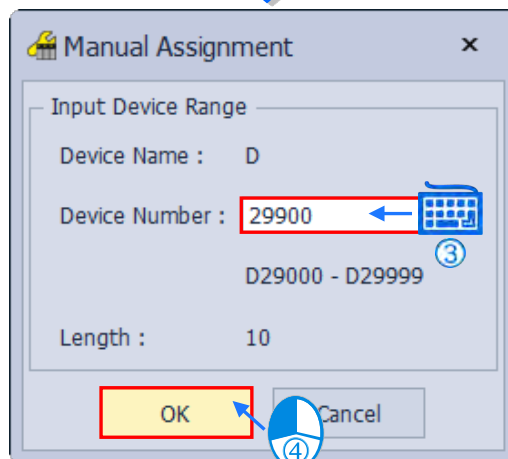 Manual Assignment ×
Input Device Range
Device Name : D
Device Number : 29900
③
D29000 - D29999
Length : 10
OK Cancel
④